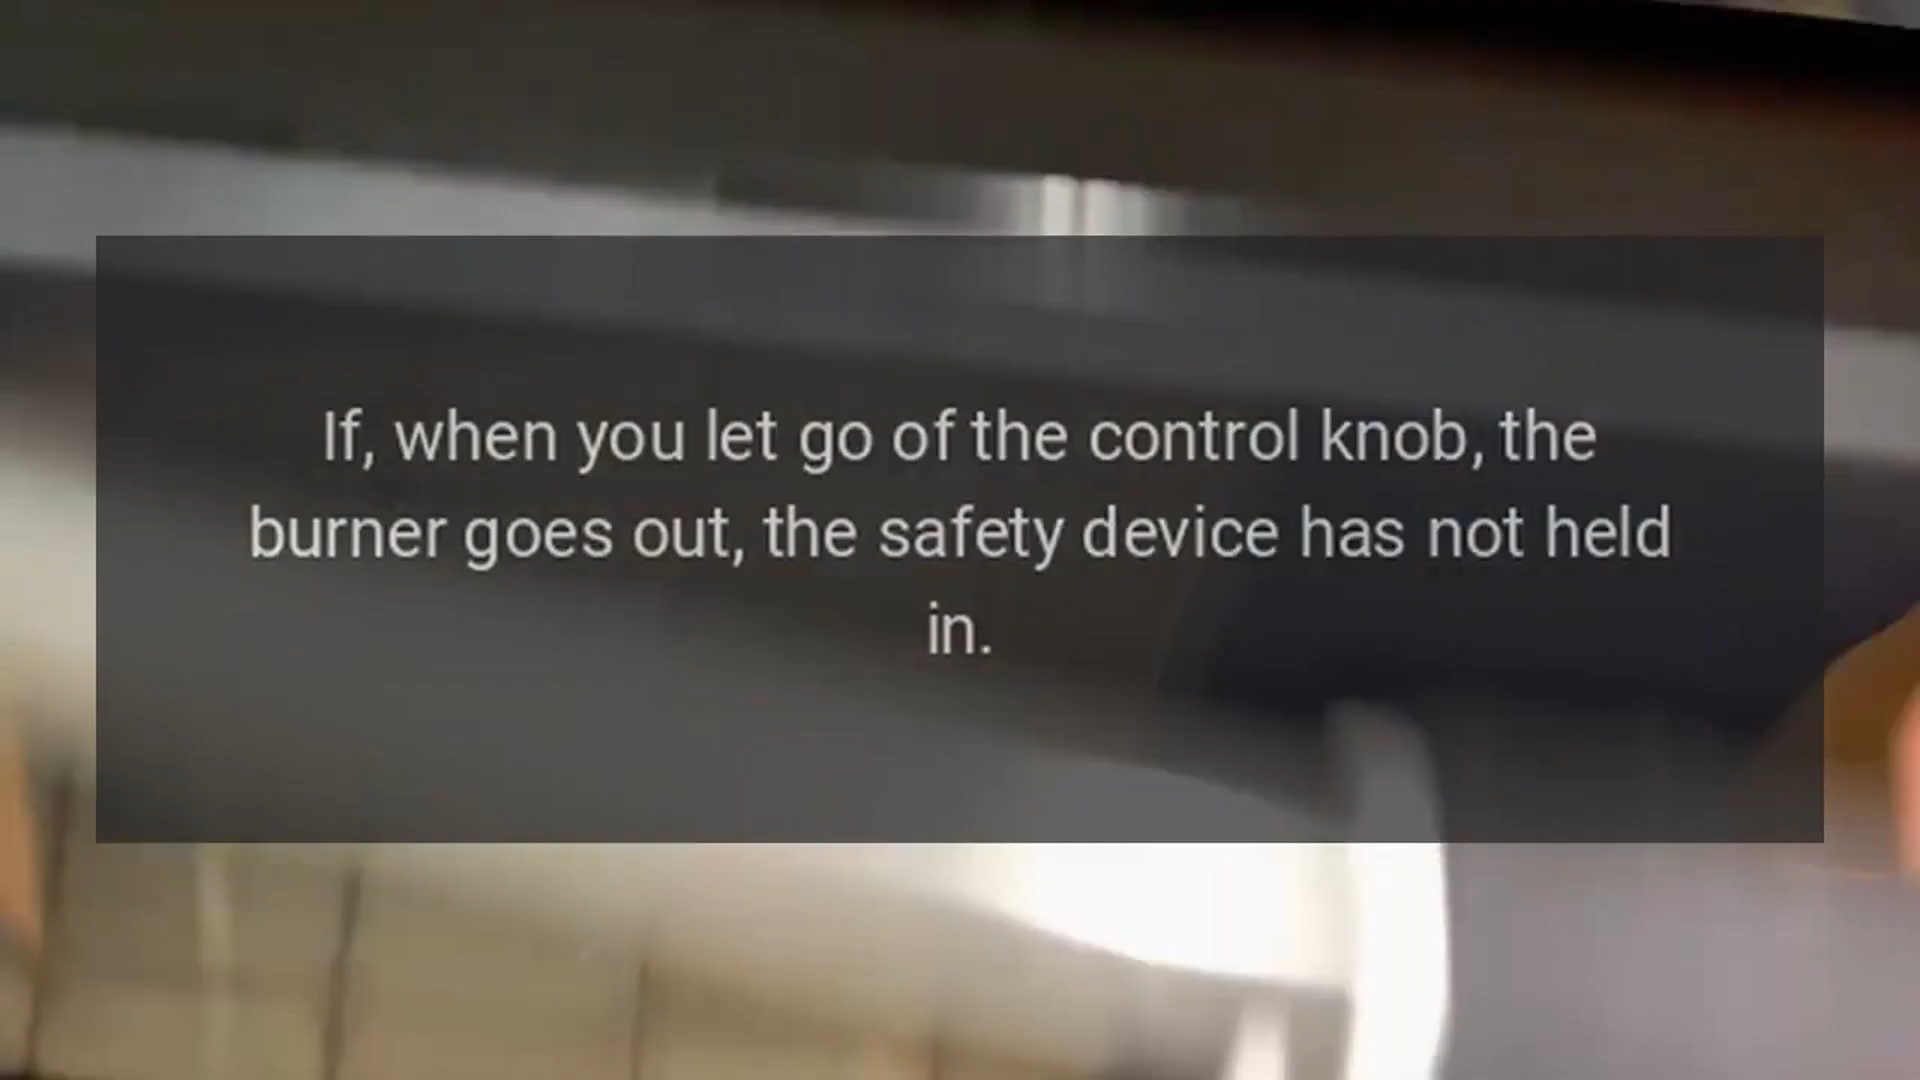 If, when you let go of the control knob, the
burner goes out, the safety device has not held
in.